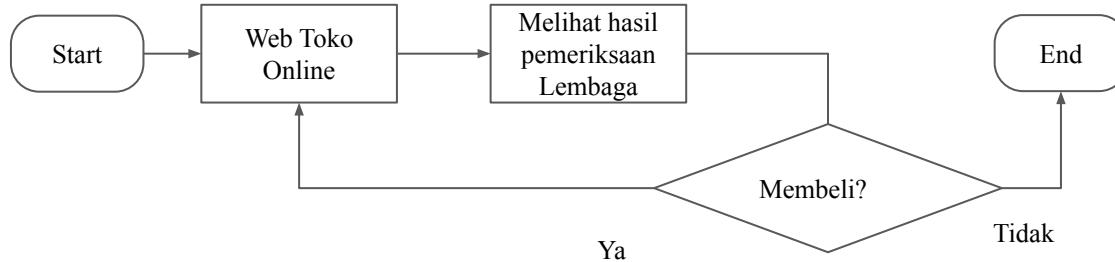 Start
Web Toko
Online
Melihat hasil
pemeriksaan
Lembaga
End
Membeli?
Ya
Tidak